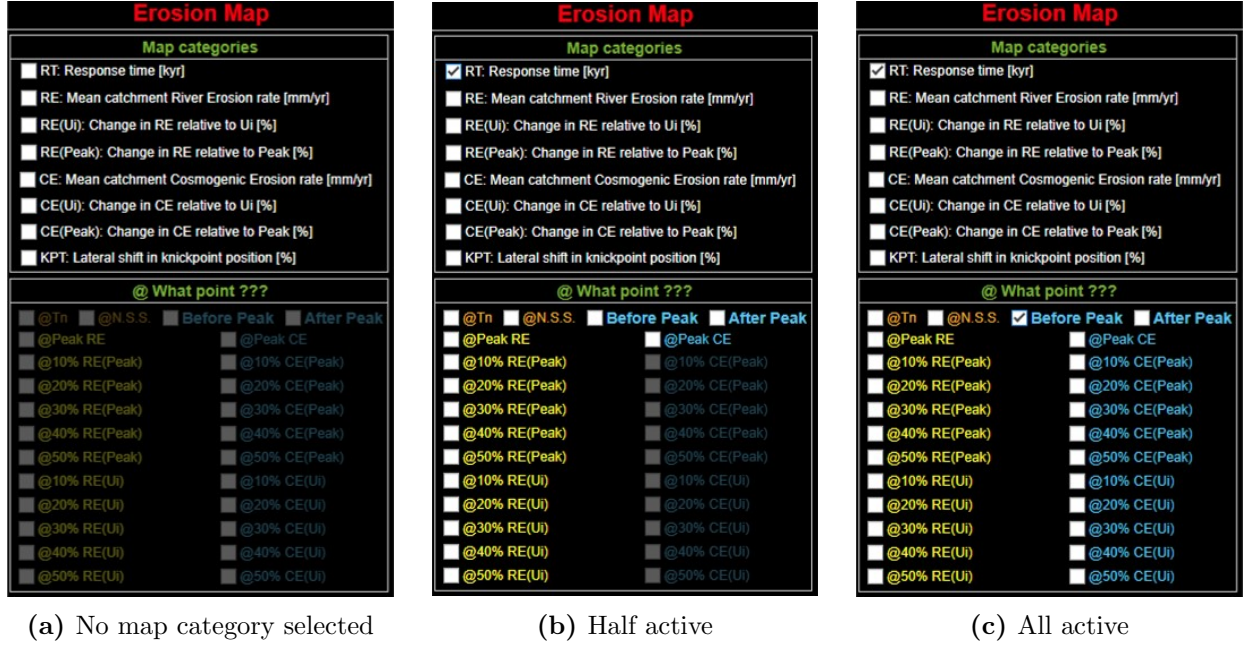 Erosion Map
Map categories
RT: Response time [kyr]
RE: Mean catchment River Erosion rate [mm/yr]
RE(Ui): Change in RE relative to Ui [%]
RE(Peak): Change in RE relative to Peak [%]
CE: Mean catchment Cosmogenic Erosion rate [mm/yr]
CE(Ui): Change in CE relative to Ui [%]
CE(Peak): Change in CE relative to Peak [%]
KPT: Lateral shift in knickpoint position [%]
@ What point ???
@Tn @N.S.S. Before Peak After Peak
@Peak RE @Peak CE
@10% RE(Peak) @10% CE(Peak)
@20% RE(Peak) @20% CE(Peak)
@30% RE(Peak) @30% CE(Peak)
@40% RE(Peak) @40% CE(Peak)
@50% RE(Peak) @50% CE(Peak)
@10% RE(Ui) @10% CE(Ui)
@20% RE(Ui) @20% CE(Ui)
@30% RE(Ui) @30% CE(Ui)
@40% RE(Ui) @40% CE(Ui)
@50% RE(Ui) @50% CE(Ui)
(a) No map category selected
Erosion Map
Map categories
RT: Response time [kyr]
RE: Mean catchment River Erosion rate [mm/yr]
RE(Ui): Change in RE relative to Ui [%]
RE(Peak): Change in RE relative to Peak [%]
CE: Mean catchment Cosmogenic Erosion rate [mm/yr]
CE(Ui): Change in CE relative to Ui [%]
CE(Peak): Change in CE relative to Peak [%]
KPT: Lateral shift in knickpoint position [%]
@ What point ???
@Tn @N.S.S. Before Peak After Peak
@Peak RE @Peak CE
@10% RE(Peak) @10% CE(Peak)
@20% RE(Peak) @20% CE(Peak)
@30% RE(Peak) @30% CE(Peak)
@40% RE(Peak) @40% CE(Peak)
@50% RE(Peak) @50% CE(Peak)
@10% RE(Ui) @10% CE(Ui)
@20% RE(Ui) @20% CE(Ui)
@30% RE(Ui) @30% CE(Ui)
@40% RE(Ui) @40% CE(Ui)
@50% RE(Ui) @50% CE(Ui)
(b) Half active
Erosion Map
Map categories
RT: Response time [kyr]
RE: Mean catchment River Erosion rate [mm/yr]
RE(Ui): Change in RE relative to Ui [%]
RE(Peak): Change in RE relative to Peak [%]
CE: Mean catchment Cosmogenic Erosion rate [mm/yr]
CE(Ui): Change in CE relative to Ui [%]
CE(Peak): Change in CE relative to Peak [%]
KPT: Lateral shift in knickpoint position [%]
@ What point ???
@Tn @N.S.S. Before Peak After Peak
@Peak RE @Peak CE
@10% RE(Peak) @10% CE(Peak)
@20% RE(Peak) @20% CE(Peak)
@30% RE(Peak) @30% CE(Peak)
@40% RE(Peak) @40% CE(Peak)
@50% RE(Peak) @50% CE(Peak)
@10% RE(Ui) @10% CE(Ui)
@20% RE(Ui) @20% CE(Ui)
@30% RE(Ui) @30% CE(Ui)
@40% RE(Ui) @40% CE(Ui)
@50% RE(Ui) @50% CE(Ui)
(c) All active